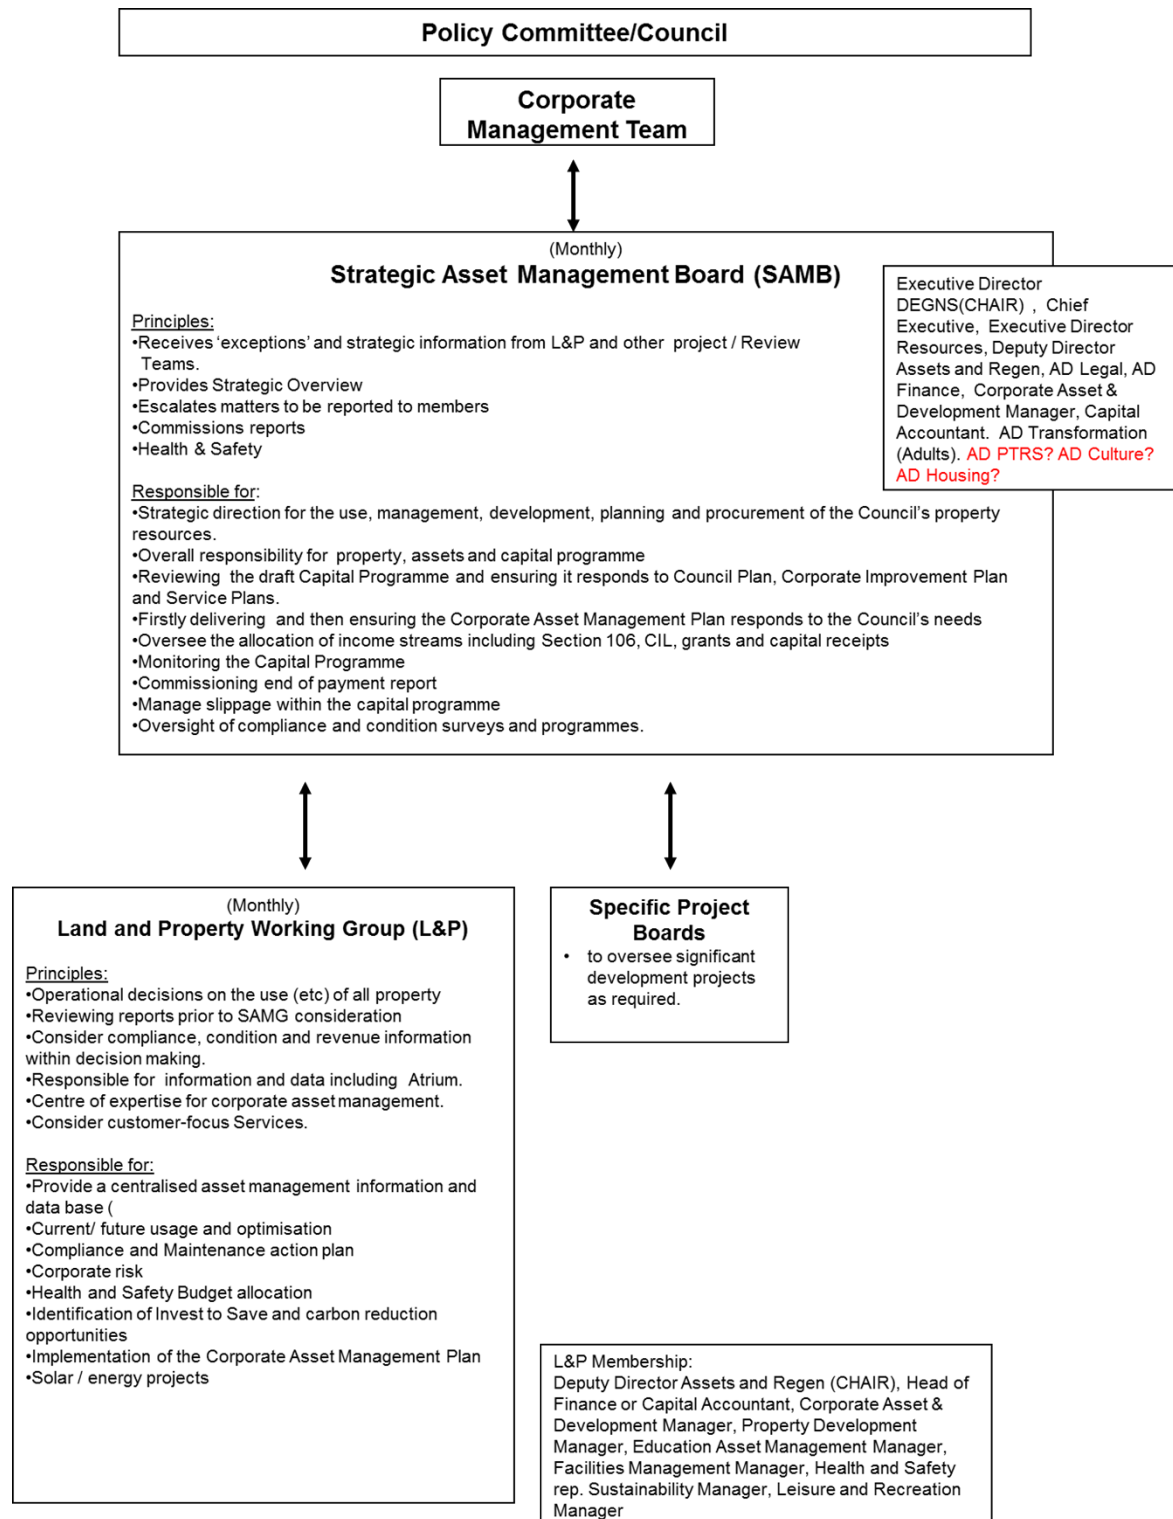 Policy Committee/Council
Corporate
Management Team
(Monthly)
Strategic Asset Management Board (SAMB)
Principles:
•Receives ‘exceptions’ and strategic information from L&P and other project / Review
Teams.
•Provides Strategic Overview
•Escalates matters to be reported to members
•Commissions reports
•Health & Safety
Executive Director
DEGNS(CHAIR) , Chief
Executive, Executive Director
Resources, Deputy Director
Assets and Regen, AD Legal, AD
Finance, Corporate Asset &
Development Manager, Capital
Accountant. AD Transformation
(Adults). AD PTRS? AD Culture?
AD Housing?
Responsible for:
•Strategic direction for the use, management, development, planning and procurement of the Council’s property
resources.
•Overall responsibility for property, assets and capital programme
•Reviewing the draft Capital Programme and ensuring it responds to Council Plan, Corporate Improvement Plan
and Service Plans.
•Firstly delivering and then ensuring the Corporate Asset Management Plan responds to the Council’s needs
•Oversee the allocation of income streams including Section 106, CIL, grants and capital receipts
•Monitoring the Capital Programme
•Commissioning end of payment report
•Manage slippage within the capital programme
•Oversight of compliance and condition surveys and programmes.
(Monthly)
Land and Property Working Group (L&P)
Principles:
•Operational decisions on the use (etc) of all property
•Reviewing reports prior to SAMG consideration
•Consider compliance, condition and revenue information
within decision making.
•Responsible for information and data including Atrium.
•Centre of expertise for corporate asset management.
•Consider customer-focus Services.
Responsible for:
•Provide a centralised asset management information and
data base (
•Current/ future usage and optimisation
•Compliance and Maintenance action plan
•Corporate risk
•Health and Safety Budget allocation
•Identification of Invest to Save and carbon reduction
opportunities
•Implementation of the Corporate Asset Management Plan
•Solar / energy projects
Specific Project
Boards
• to oversee significant
development projects
as required.
L&P Membership:
Deputy Director Assets and Regen (CHAIR), Head of
Finance or Capital Accountant, Corporate Asset &
Development Manager, Property Development
Manager, Education Asset Management Manager,
Facilities Management Manager, Health and Safety
rep. Sustainability Manager, Leisure and Recreation
Manager